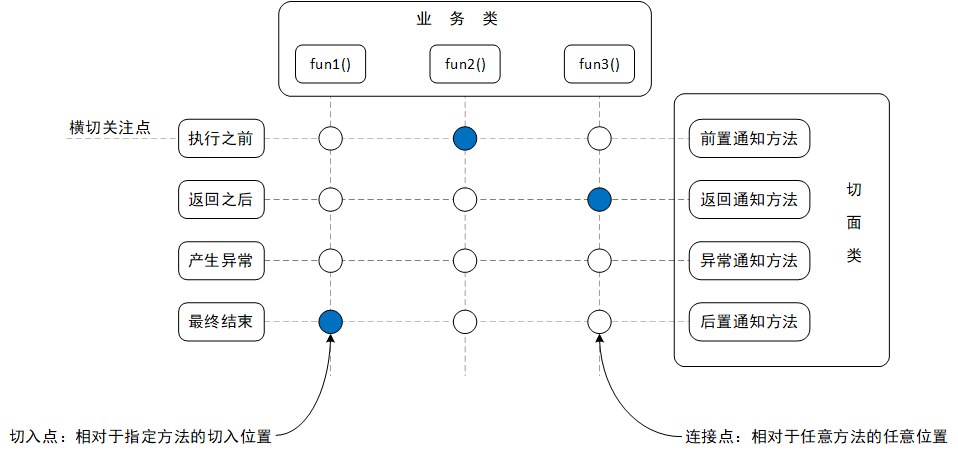 业 务 类
fun1() fun2() fun3()
横切关注点
执行之前
前置通知方法
返回之后
返回通知方法
产生异常
异常通知方法
最终结束
后置通知方法
切
面
类
切入点：相对于指定方法的切入位置
连接点：相对于任意方法的任意位置